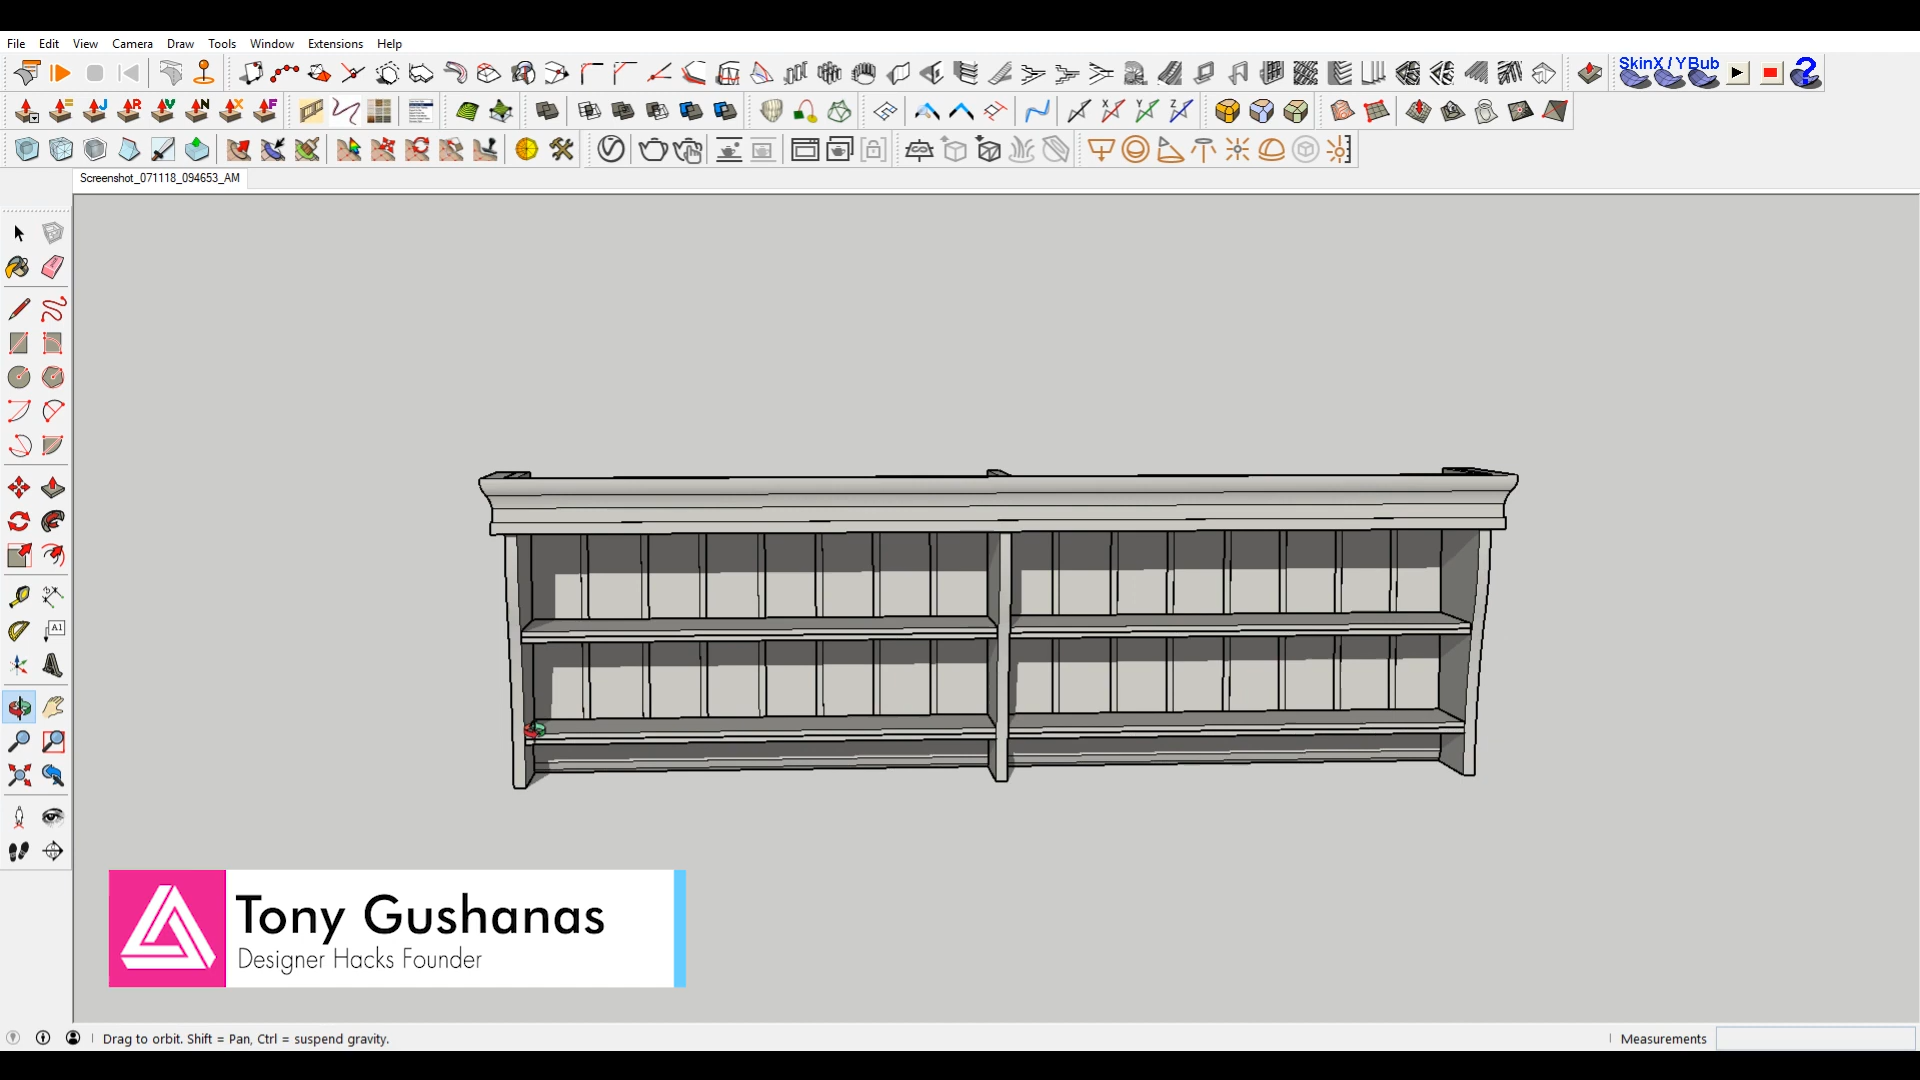 File Edit View Camera Draw Tools Window Extensions Help
SkinX/YBub
J R V N X F
X Y Z
Screenshot_071118_094653_AM
A1
Tony Gushanas
Designer Hacks Founder
Drag to orbit. Shift = Pan, Ctrl = suspend gravity.
Measurements